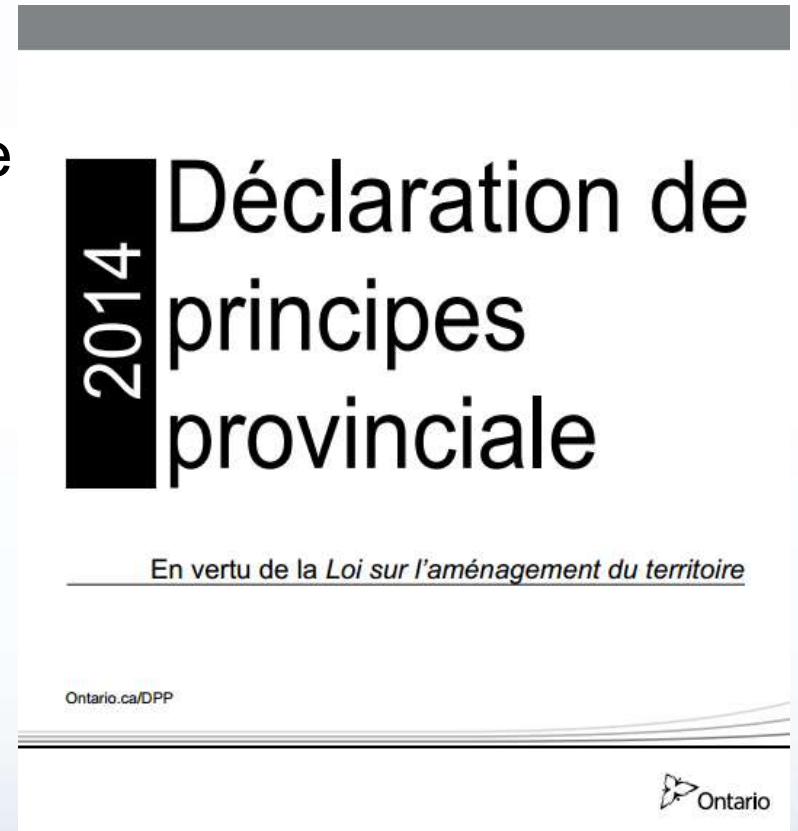 e
2014
Déclaration de
principes
provinciale
En vertu de la Loi sur l'aménagement du territoire
Ontario.ca/DPP
Ontario